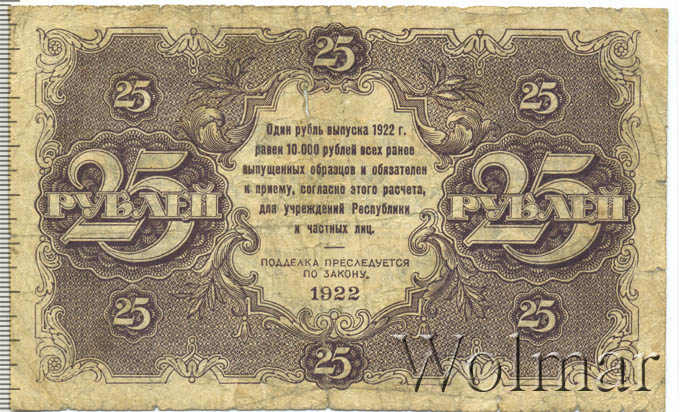 25
25
25
Один рубль выпуска 1922 г.
равен 10.000 рублей всех ранее
выпущенных образцов и обязателен
к приему, согласно этого расчета,
для учреждений Республики
и частных лиц.
25
РУБЛЕЙ
25
РУБЛЕЙ
ПОДДЕЛКА ПРЕСЛЕДУЕТСЯ
ПО ЗАКОНУ.
1922
25
25
25
Wolmar